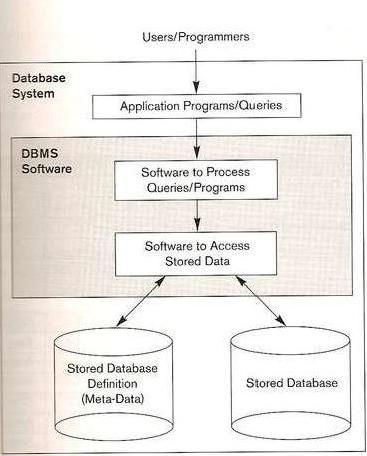 Users/Programmers
Database
System
Application Programs/Queries
DBMS
Software
Software to Process
Queries/Programs
Software to Access
Stored Data
Stored Database
Definition
(Meta-Data)
Stored Database